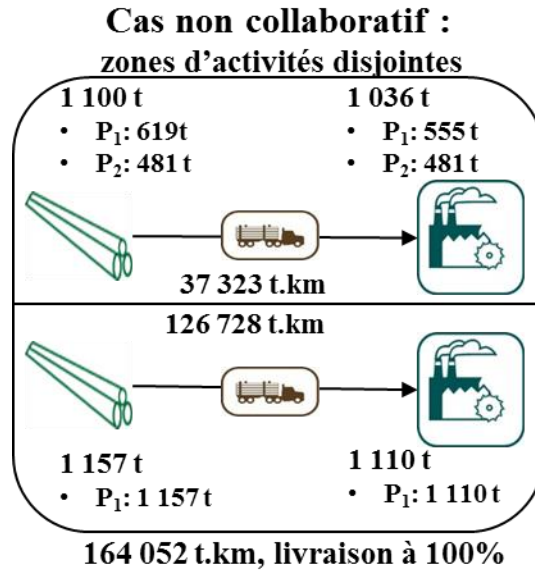 Cas non collaboratif :
zones d’activités disjointes
1 100 t
• P₁: 619t
• P₂: 481 t
1 036 t
• P₁: 555 t
• P₂: 481 t
37 323 t.km
126 728 t.km
1 157 t
• P₁: 1 157 t
1 110 t
• P₁: 1 110 t
164 052 t.km, livraison à 100%